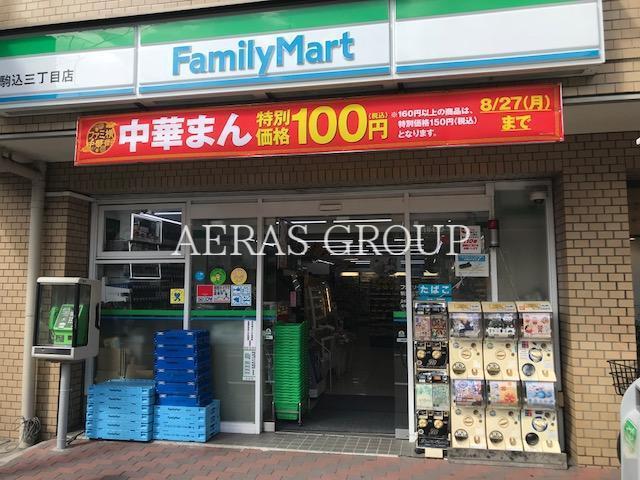 駒込三丁目店
FamilyMart
中華まん
特別価格
100円
(税込)
※160円以上の商品は、
特別価格150円(税込)
となります。
8/27(月)
まで
AERAS GROUP
たばこ